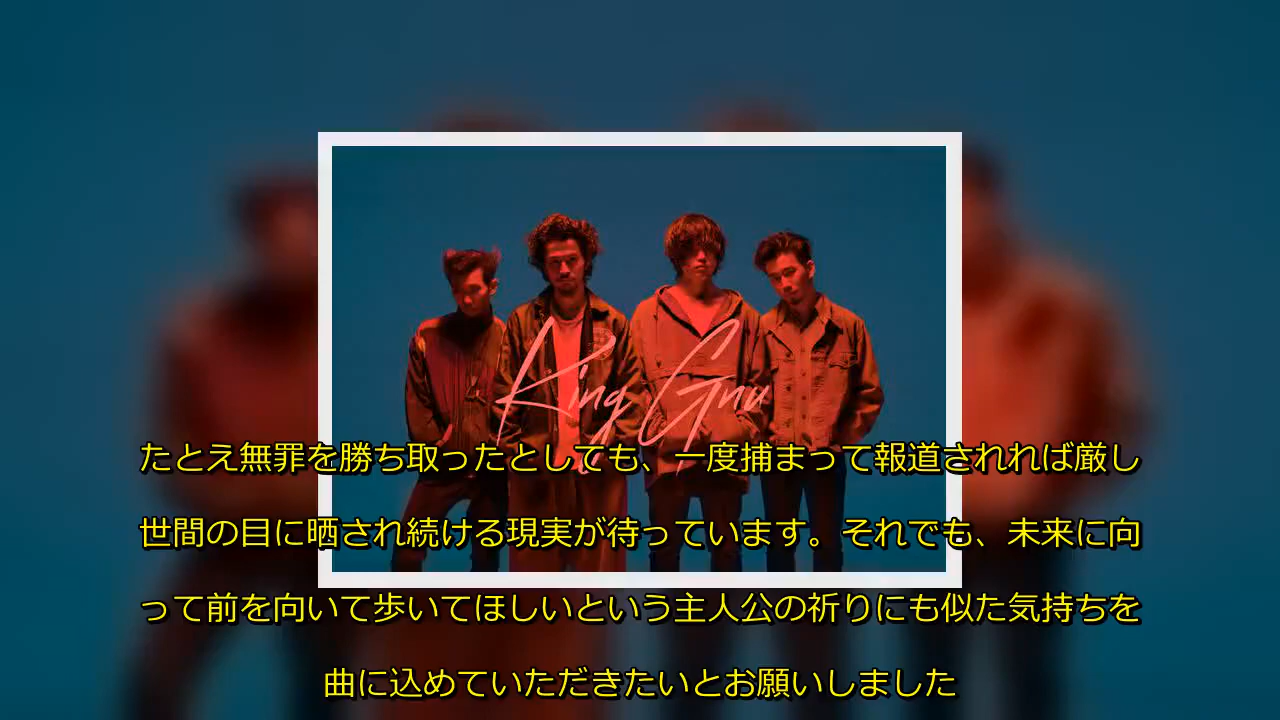 King Gnu
たとえ無罪を勝ち取ったとしても、一度捕まって報道されれば厳し
世間の目に晒され続ける現実が待っています。それでも、未来に向
って前を向いて歩いてほしいという主人公の祈りにも似た気持ちを
曲に込めていただきたいとお願いしました